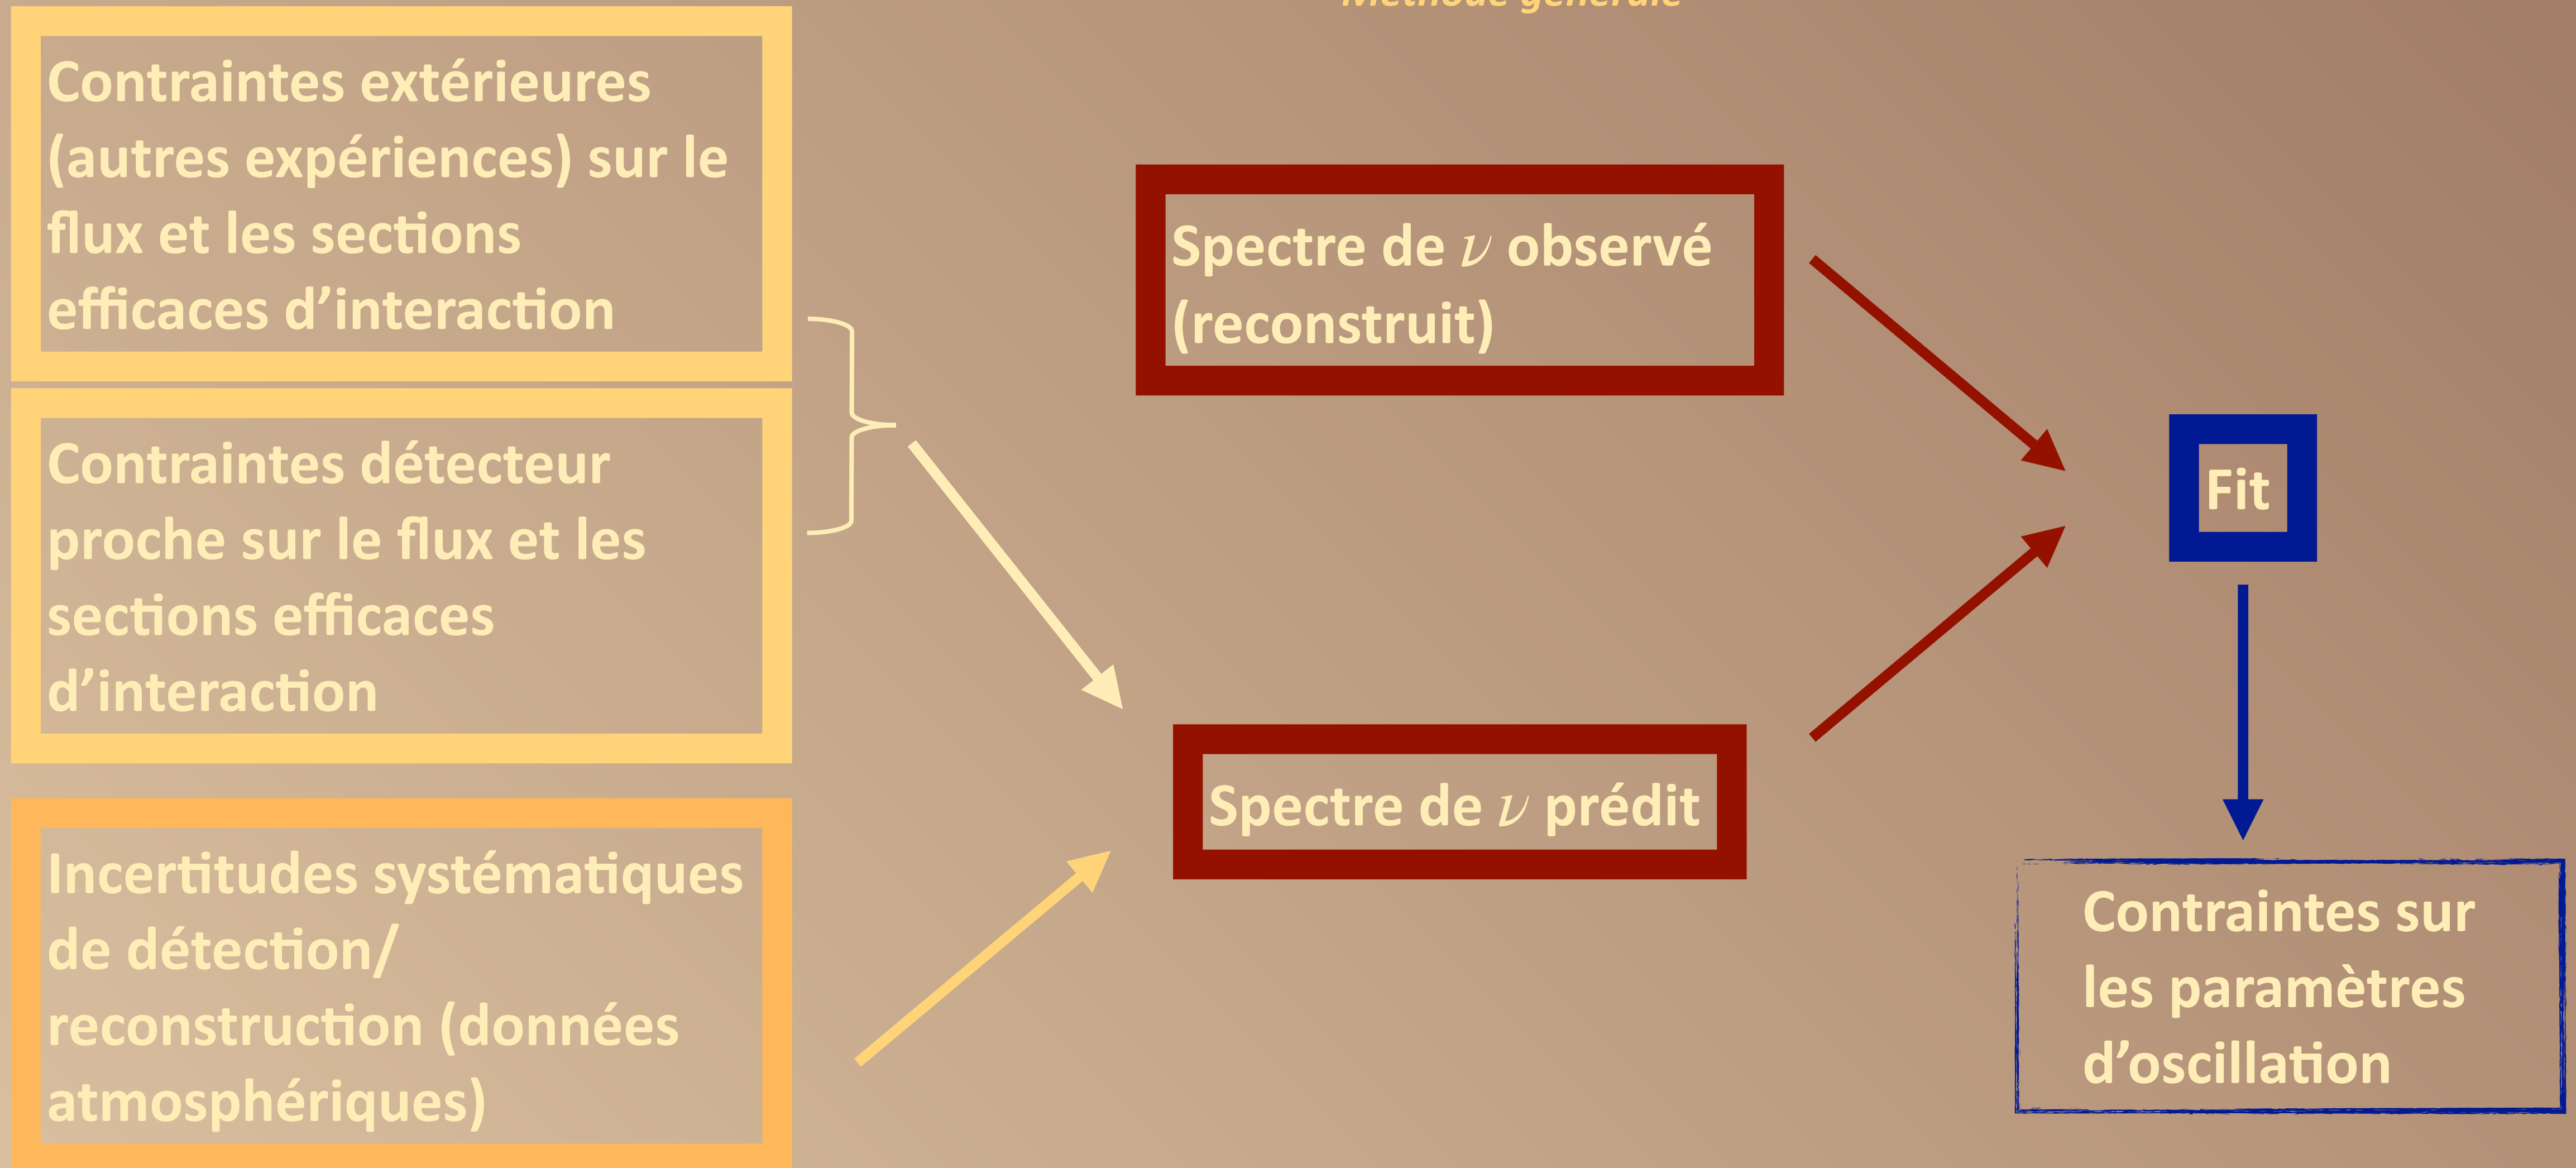 Méthode générale
Contraintes extérieures
(autres expériences) sur le
flux et les sections
efficaces d’interaction
Contraintes détecteur
proche sur le flux et les
sections efficaces
d’interaction
Incertitudes systématiques
de détection/
reconstruction (données
atmosphériques)
Spectre de ν observé
(reconstruit)
Spectre de ν prédit
Fit
Contraintes sur
les paramètres
d’oscillation